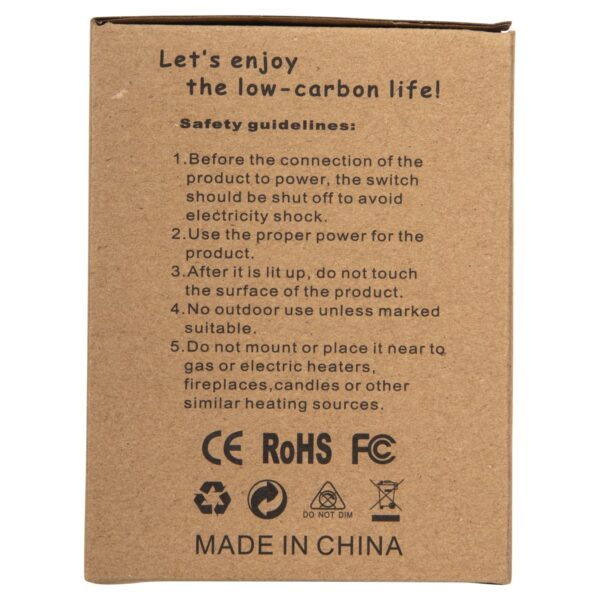 Let's enjoy
the low-carbon life!
Safety guidelines:
1.Before the connection of the
product to power, the switch
should be shut off to avoid
electricity shock.
2.Use the proper power for the
product.
3.After it is lit up, do not touch
the surface of the product.
4.No outdoor use unless marked
suitable.
5.Do not mount or place it near to
gas or electric heaters,
fireplaces,candles or other
similar heating sources.
CE RoHS FC
DO NOT DIM
MADE IN CHINA